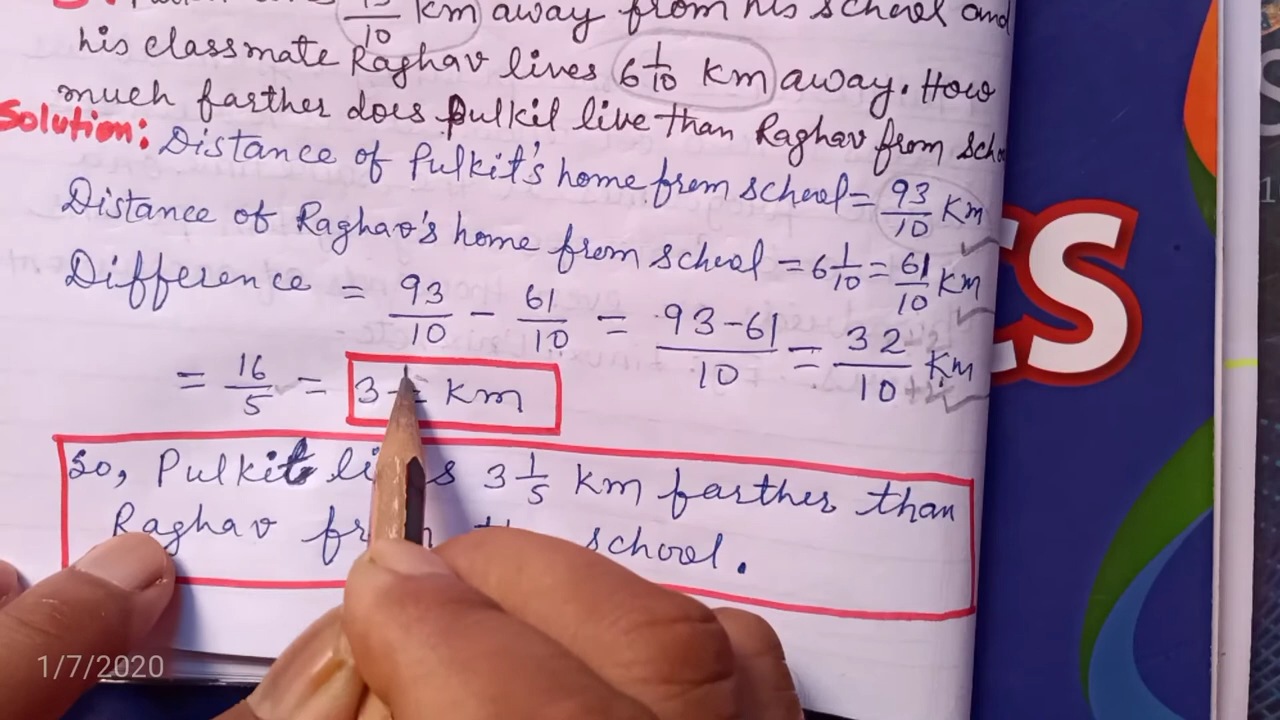 km away from his school and
his classmate Raghav lives 6 1/10 km away. How
much farther does Pulkit live than Raghav from
Solution: Distance of Pulkit's home from school = 93/10 Km
Distance of Raghav's home from school = 6 1/10 = 61/10 Km
Difference = 93/10 - 61/10 = 93-61/10 = 32/10 Km
= 16/5 = 3 km
So, Pulkit 3 1/5 km farther than
Raghav school.
CS
1/7/2020